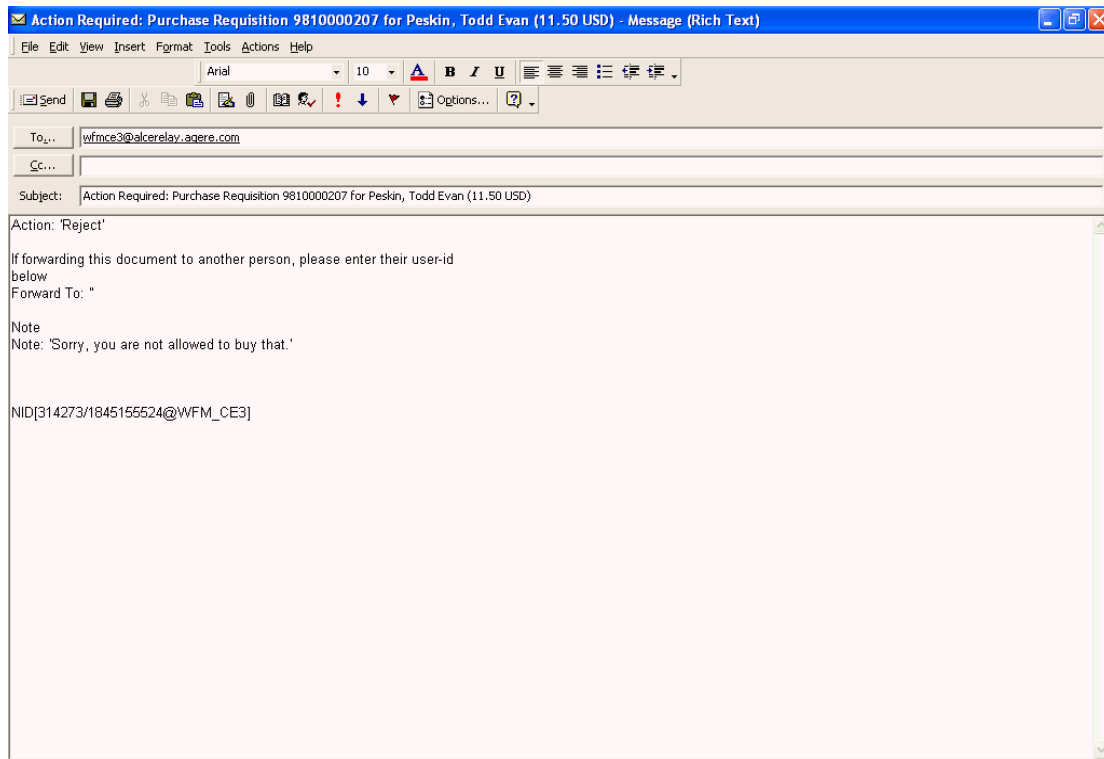 Action Required: Purchase Requisition 9810000207 for Peskin, Todd Evan (11.50 USD) - Message (Rich Text)
File Edit View Insert Format Tools Actions Help
Arial 10 A B I U
Send Options...
To... wfmce3@alcerelay.agere.com
Cc...
Subject: Action Required: Purchase Requisition 9810000207 for Peskin, Todd Evan (11.50 USD)
Action: 'Reject'
If forwarding this document to another person, please enter their user-id
below
Forward To: ''
Note
Note: 'Sorry, you are not allowed to buy that.'
NID[314273/1845155524@WFM_CE3]